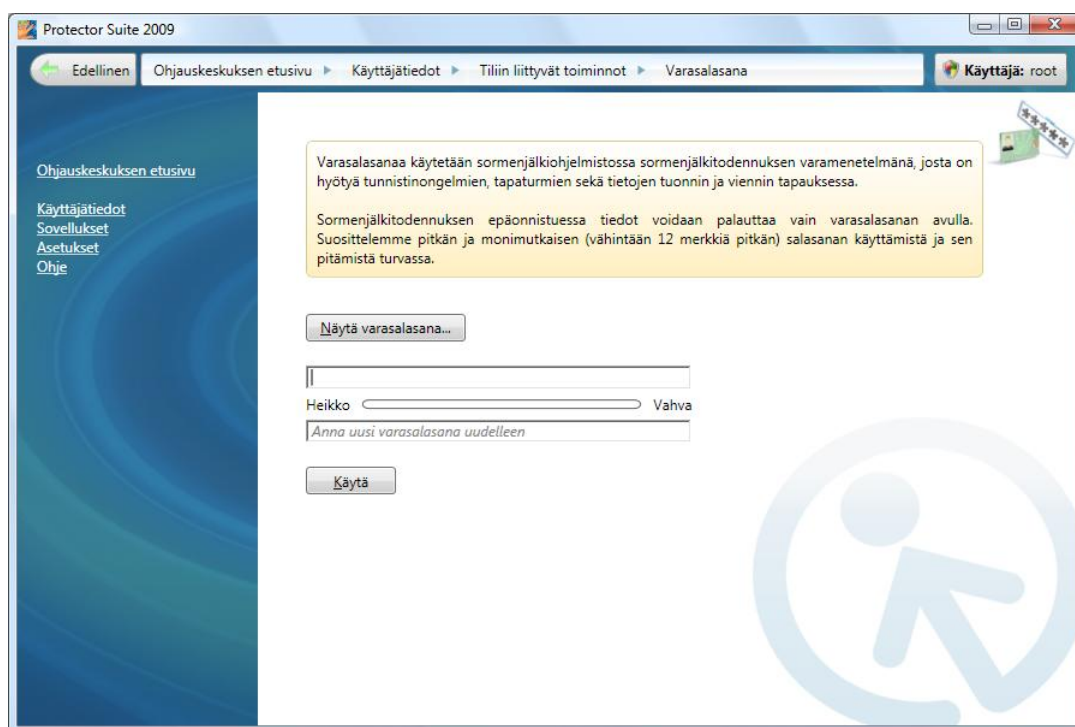 Protector Suite 2009
Edellinen
Ohjauskeskuksen etusivu
Käyttäjätiedot
Tiliin liittyvät toiminnot
Varasalasana
Käyttäjä: root
Ohjauskeskuksen etusivu
Käyttäjätiedot
Sovellukset
Asetukset
Ohje
Varasalasanaa käytetään sormenjälkiohjelmistossa sormenjälkitodennuksen varamenetelmänä, josta on
hyötyä tunnistinongelmien, tapaturmien sekä tietojen tuonnin ja viennin tapauksessa.
Sormenjälkitodennuksen epäonnistuessa tiedot voidaan palauttaa vain varasalasanan avulla.
Suosittelemme pitkän ja monimutkaisen (vähintään 12 merkkiä pitkän) salasanan käyttämistä ja sen
pitämistä turvassa.
Näytä varasalasana...
Heikko
Vahva
Anna uusi varasalasana uudelleen
Käytä